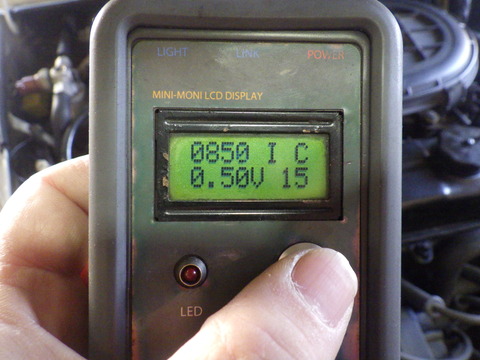 LIGHT LINK POWER
MINI-MONI LCD DISPLAY
0850 I C
0.50V 15
LED